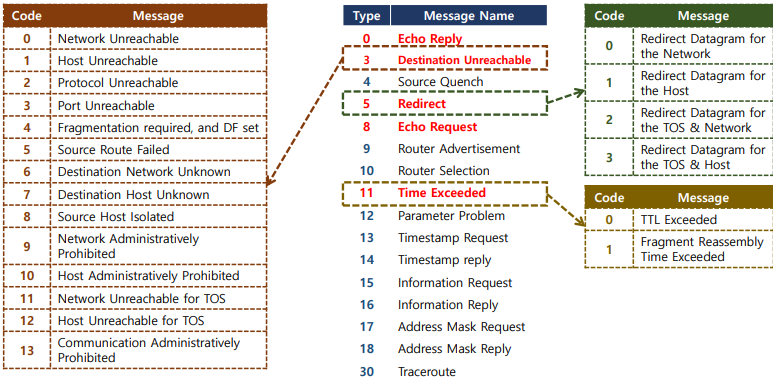 Code Message
0 Network Unreachable
1 Host Unreachable
2 Protocol Unreachable
3 Port Unreachable
4 Fragmentation required, and DF set
5 Source Route Failed
6 Destination Network Unknown
7 Destination Host Unknown
8 Source Host Isolated
9 Network Administratively
Prohibited
10 Host Administratively Prohibited
11 Network Unreachable for TOS
12 Host Unreachable for TOS
13 Communication Administratively
Prohibited
Type Message Name
0 Echo Reply
3 Destination Unreachable
4 Source Quench
5 Redirect
8 Echo Request
9 Router Advertisement
10 Router Selection
11 Time Exceeded
12 Parameter Problem
13 Timestamp Request
14 Timestamp reply
15 Information Request
16 Information Reply
17 Address Mask Request
18 Address Mask Reply
30 Traceroute
Code Message
0 Redirect Datagram for
the Network
1 Redirect Datagram for
the Host
2 Redirect Datagram for
the TOS & Network
3 Redirect Datagram for
the TOS & Host
Code Message
0 TTL Exceeded
1 Fragment Reassembly
Time Exceeded